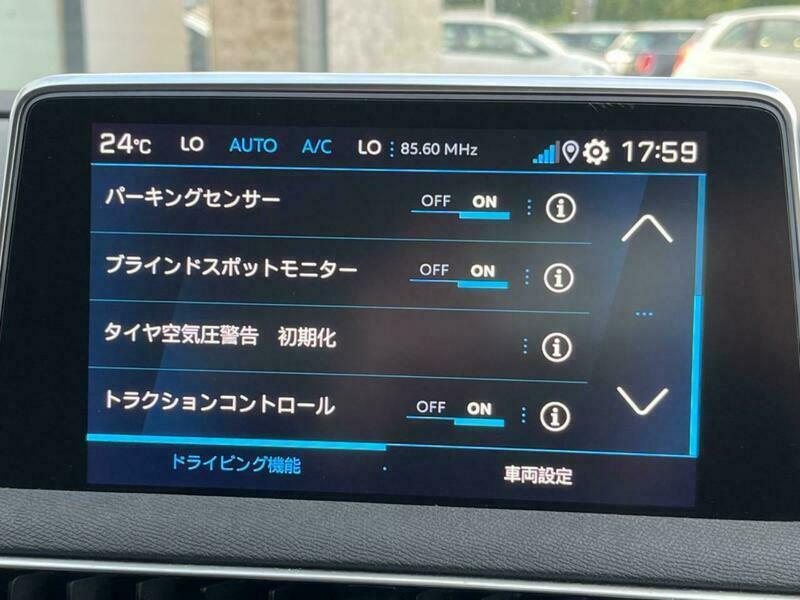 24℃ LO AUTO A/C LO 85.60 MHz 17:59
パーキングセンサー OFF ON
ブラインドスポットモニター OFF ON
タイヤ空気圧警告 初期化
トラクションコントロール OFF ON
ドライビング機能 車両設定